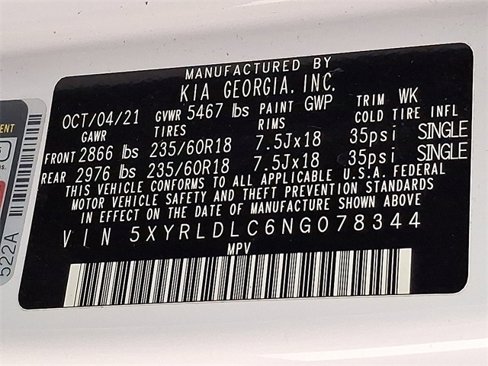 MANUFACTURED BY
KIA GEORGIA, INC.
OCT/04/21 GVWR 5467 lbs PAINT GWP TRIM WK
GAWR TIRES RIMS COLD TIRE INFL
FRONT 2866 lbs 235/60R18 7.5Jx18 35psi SINGLE
REAR 2976 lbs 235/60R18 7.5Jx18 35psi SINGLE
THIS VEHICLE CONFORMS TO ALL APPLICABLE U.S.A. FEDERAL
MOTOR VEHICLE SAFETY AND THEFT PREVENTION STANDARDS
IN EFFECT ON THE DATE OF MANUFACTURE SHOWN ABOVE
VIN 5XYRLDLC6NG078344
MPV
522A